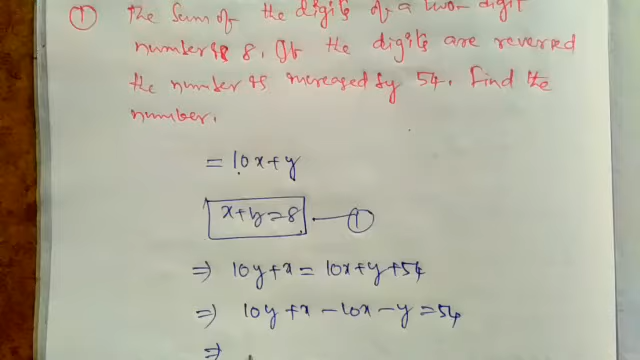 ① The Sum of the digits of a two digit
number is 8. If the digits are reversed
the number is increased by 54. Find the
number.
= 10x+y
x+y=8 — ①
⇒ 10y+x = 10x+y+54
⇒ 10y+x-10x-y=54
⇒